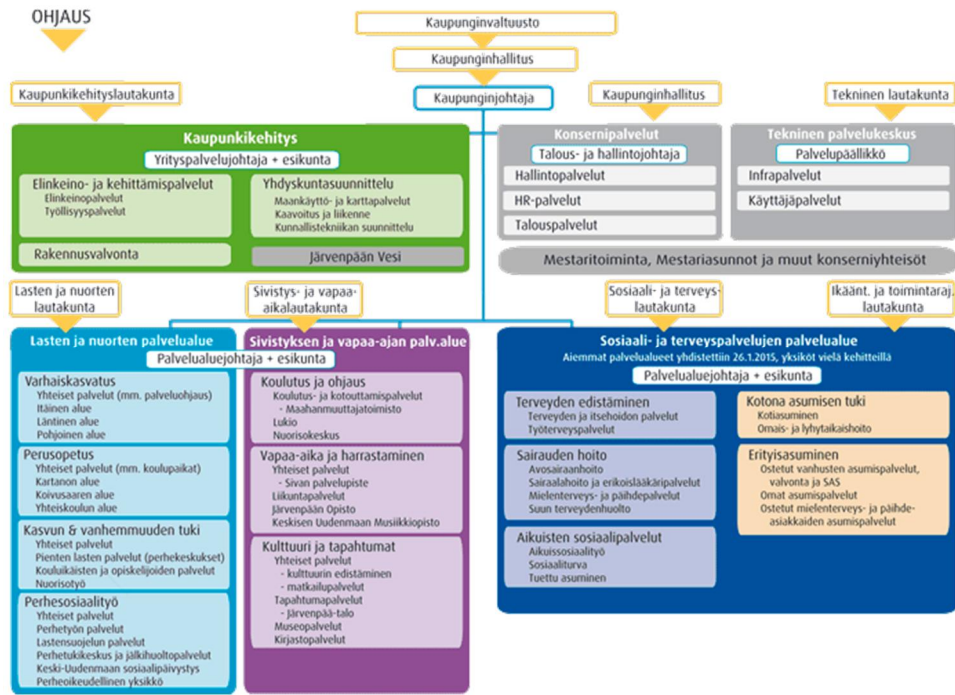 OHJAUS
Kaupunginvaltuusto
Kaupunginhallitus
Kaupunginjohtaja
Kaupunkikehityslautakunta
Kaupunginhallitus
Tekninen lautakunta
Kaupunkikehitys
Yrityspalvelujohtaja + esikunta
Elinkeino- ja kehittämispalvelut
Elinkeinopalvelut
Työllisyyspalvelut
Rakennusvalvonta
Yhdyskuntasuunnittelu
Maankäyttö- ja karttapalvelut
Kaavoitus ja liikenne
Kunnallistekniikan suunnittelu
Järvenpään Vesi
Konsernipalvelut
Talous- ja hallintojohtaja
Hallintopalvelut
HR-palvelut
Talouspalvelut
Tekninen palvelukeskus
Palvelupäällikkö
Infrapalvelut
Käyttäjäpalvelut
Mestaritoiminta, Mestariasunnot ja muut konserniyhteisöt
Lasten ja nuorten
lautakunta
Sivistys- ja vapaa-
aikalautakunta
Sosiaali- ja terveys-
lautakunta
Ikäänt. ja toimintaraj.
lautakunta
Lasten ja nuorten palvelualue
Sivistyksen ja vapaa-ajan palv.alue
Palvelualuejohtaja + esikunta
Varhaiskasvatus
Yhteiset palvelut (mm. palveluohjaus)
Itäinen alue
Läntinen alue
Pohjoinen alue
Perusopetus
Yhteiset palvelut (mm. koulupaikat)
Kartanon alue
Koivusaaren alue
Yhteiskoulun alue
Kasvun & vanhemmuuden tuki
Yhteiset palvelut
Pienten lasten palvelut (perhekeskukset)
Kouluikäisten ja opiskelijoiden palvelut
Nuorisotyö
Perhesosiaalityö
Yhteiset palvelut
Perhetyön palvelut
Lastensuojelun palvelut
Perhetukikeskus ja jälkihuoltopalvelut
Keski-Uudenmaan sosiaalipäivystys
Perheoikeudellinen yksikkö
Koulutus ja ohjaus
Koulutus- ja kotouttamispalvelut
- Maahanmuuttajatoimisto
Lukio
Nuorisokeskus
Vapaa-aika ja harrastaminen
Yhteiset palvelut
- Sivan palvelupiste
Liikuntapalvelut
Järvenpään Opisto
Keskisen Uudenmaan Musiikkiopisto
Kulttuuri ja tapahtumat
Yhteiset palvelut
- kulttuurin edistäminen
- matkailupalvelut
Tapahtumapalvelut
- Järvenpää-talo
Museopalvelut
Kirjastopalvelut
Sosiaali- ja terveyspalvelujen palvelualue
Aiemmat palvelualueet yhdistettiin 26.1.2015, yksiköt vielä kehitteillä
Palvelualuejohtaja + esikunta
Terveyden edistäminen
Terveyden ja itsehoidon palvelut
Työterveyspalvelut
Sairauden hoito
Avosairaanhoito
Sairaalahoito ja erikoislääkäripalvelut
Mielenterveys- ja päihdepalvelut
Suun terveydenhuolto
Aikuisten sosiaalipalvelut
Aikuissosiaalityö
Sosiaaliturva
Tuettu asuminen
Kotona asumisen tuki
Kotiasuminen
Omais- ja lyhytaikaishoito
Erityisasuminen
Ostetut vanhusten asumispalvelut,
valvonta ja SAS
Omat asumispalvelut
Ostetut mielenterveys- ja päihde-
asiakkaiden asumispalvelut